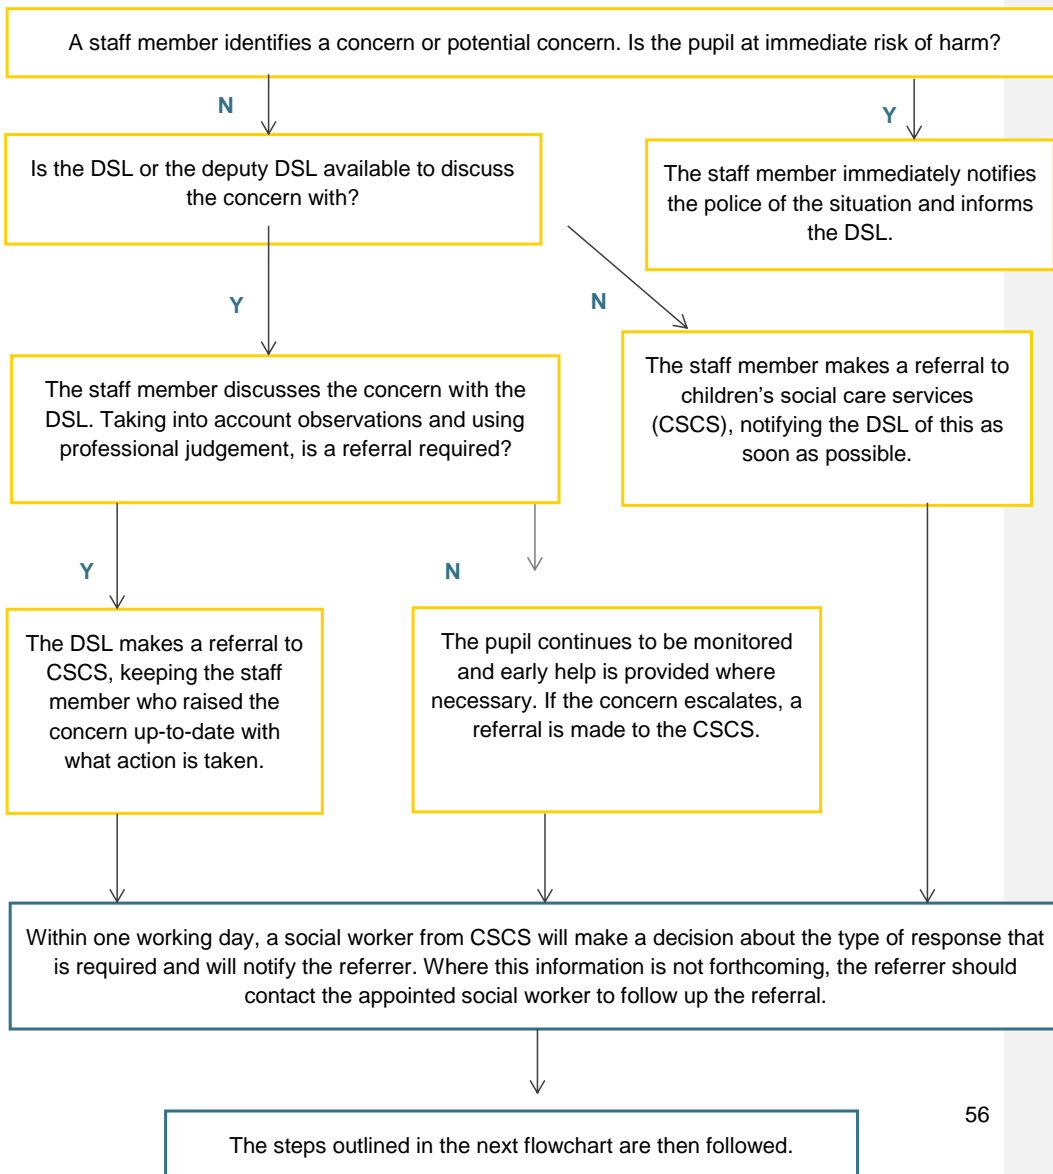 A staff member identifies a concern or potential concern. Is the pupil at immediate risk of harm?
N
Y
Is the DSL or the deputy DSL available to discuss
the concern with?
The staff member immediately notifies
the police of the situation and informs
the DSL.
Y
N
The staff member discusses the concern with the
DSL. Taking into account observations and using
professional judgement, is a referral required?
The staff member makes a referral to
children’s social care services
(CSCS), notifying the DSL of this as
soon as possible.
Y
N
The DSL makes a referral to
CSCS, keeping the staff
member who raised the
concern up-to-date with
what action is taken.
The pupil continues to be monitored
and early help is provided where
necessary. If the concern escalates, a
referral is made to the CSCS.
Within one working day, a social worker from CSCS will make a decision about the type of response that
is required and will notify the referrer. Where this information is not forthcoming, the referrer should
contact the appointed social worker to follow up the referral.
56
The steps outlined in the next flowchart are then followed.